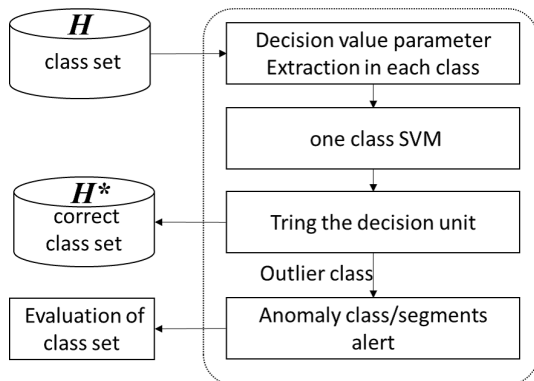 H
class set
Decision value parameter
Extraction in each class
one class SVM
H*
correct
class set
Tring the decision unit
Outlier class
Evaluation of
class set
Anomaly class/segments
alert